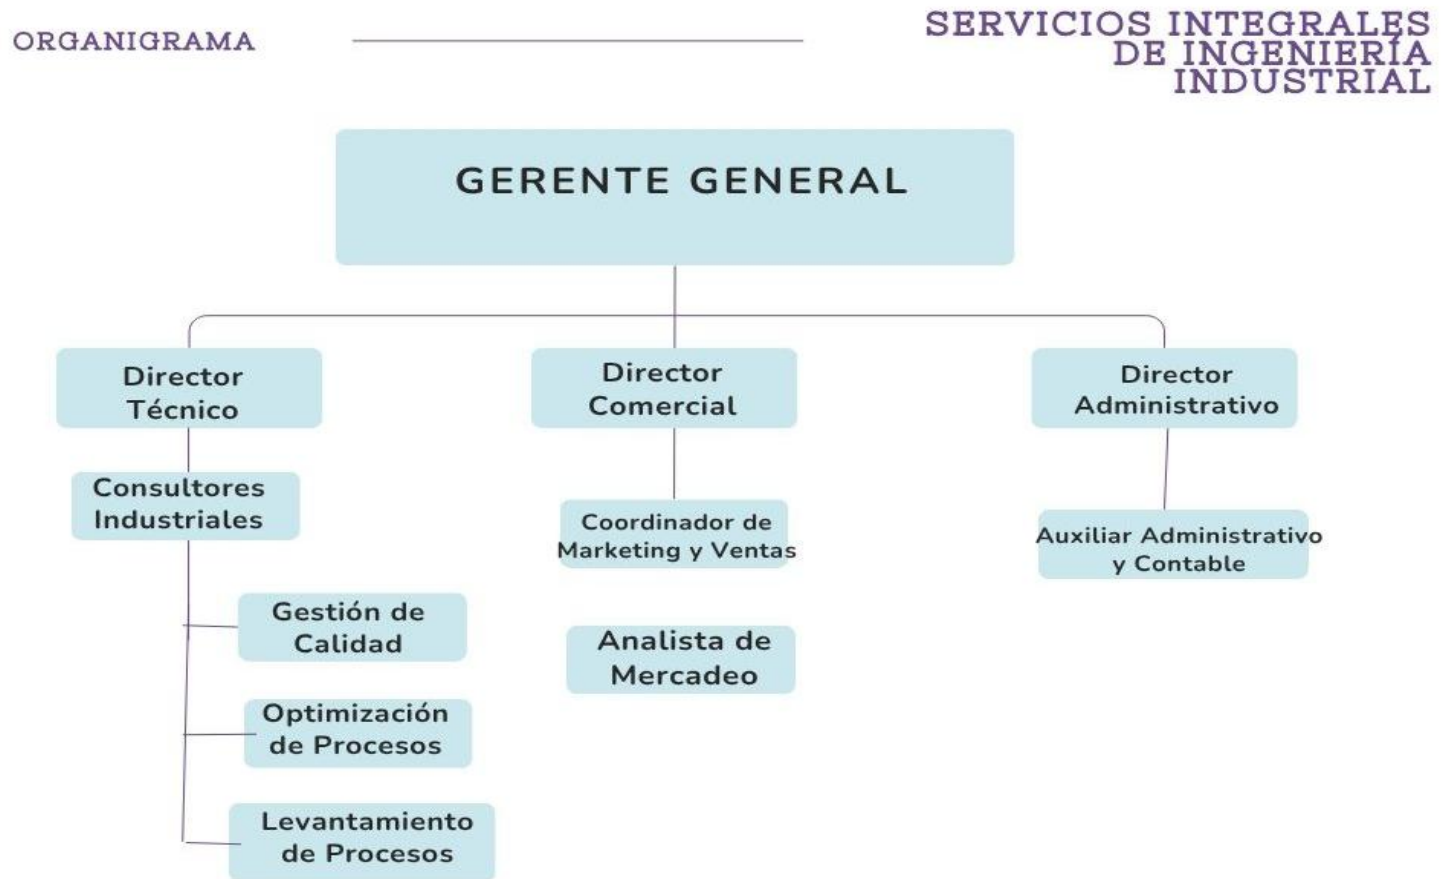 ORGANIGRAMA
SERVICIOS INTEGRALES
DE INGENIERÍA
INDUSTRIAL
GERENTE GENERAL
Director
Técnico
Director
Comercial
Director
Administrativo
Consultores
Industriales
Coordinador de
Marketing y Ventas
Auxiliar Administrativo
y Contable
Gestión de
Calidad
Analista de
Mercadeo
Optimización
de Procesos
Levantamiento
de Procesos